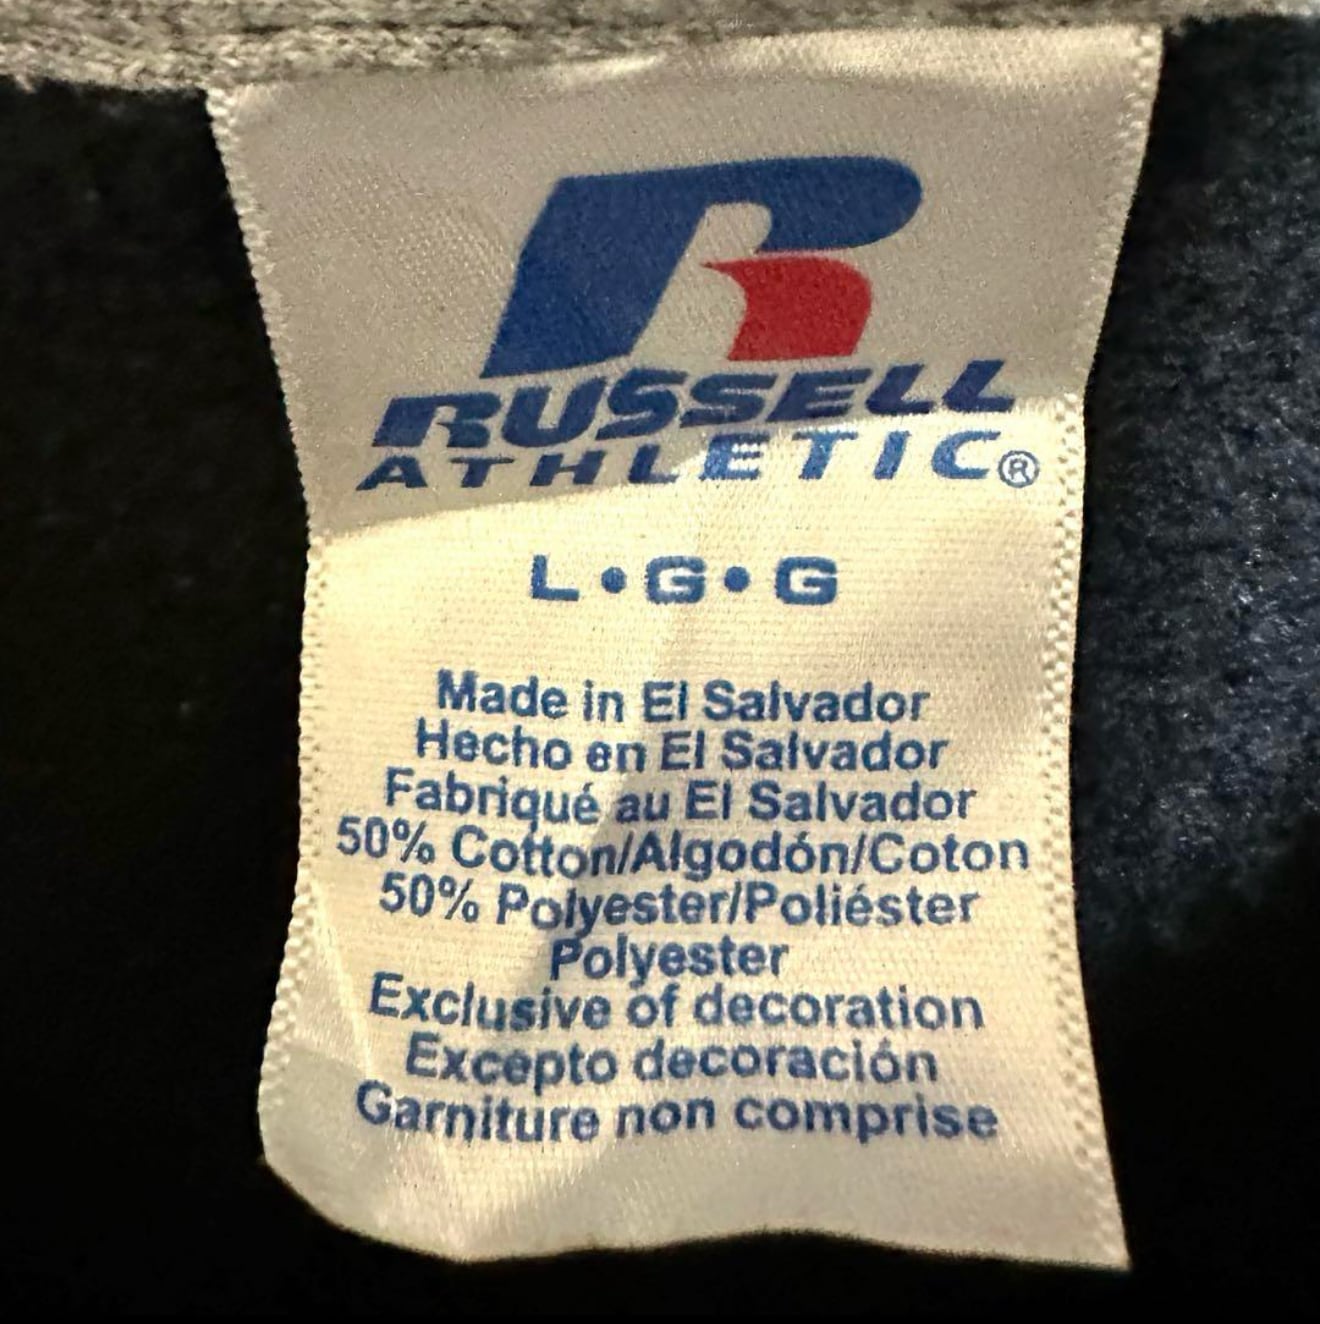 RUSSELL
ATHLETIC®
L•G•G
Made in El Salvador
Hecho en El Salvador
Fabriqué au El Salvador
50% Cotton/Algodón/Coton
50% Polyester/Poliéster
Polyester
Exclusive of decoration
Excepto decoración
Garniture non comprise